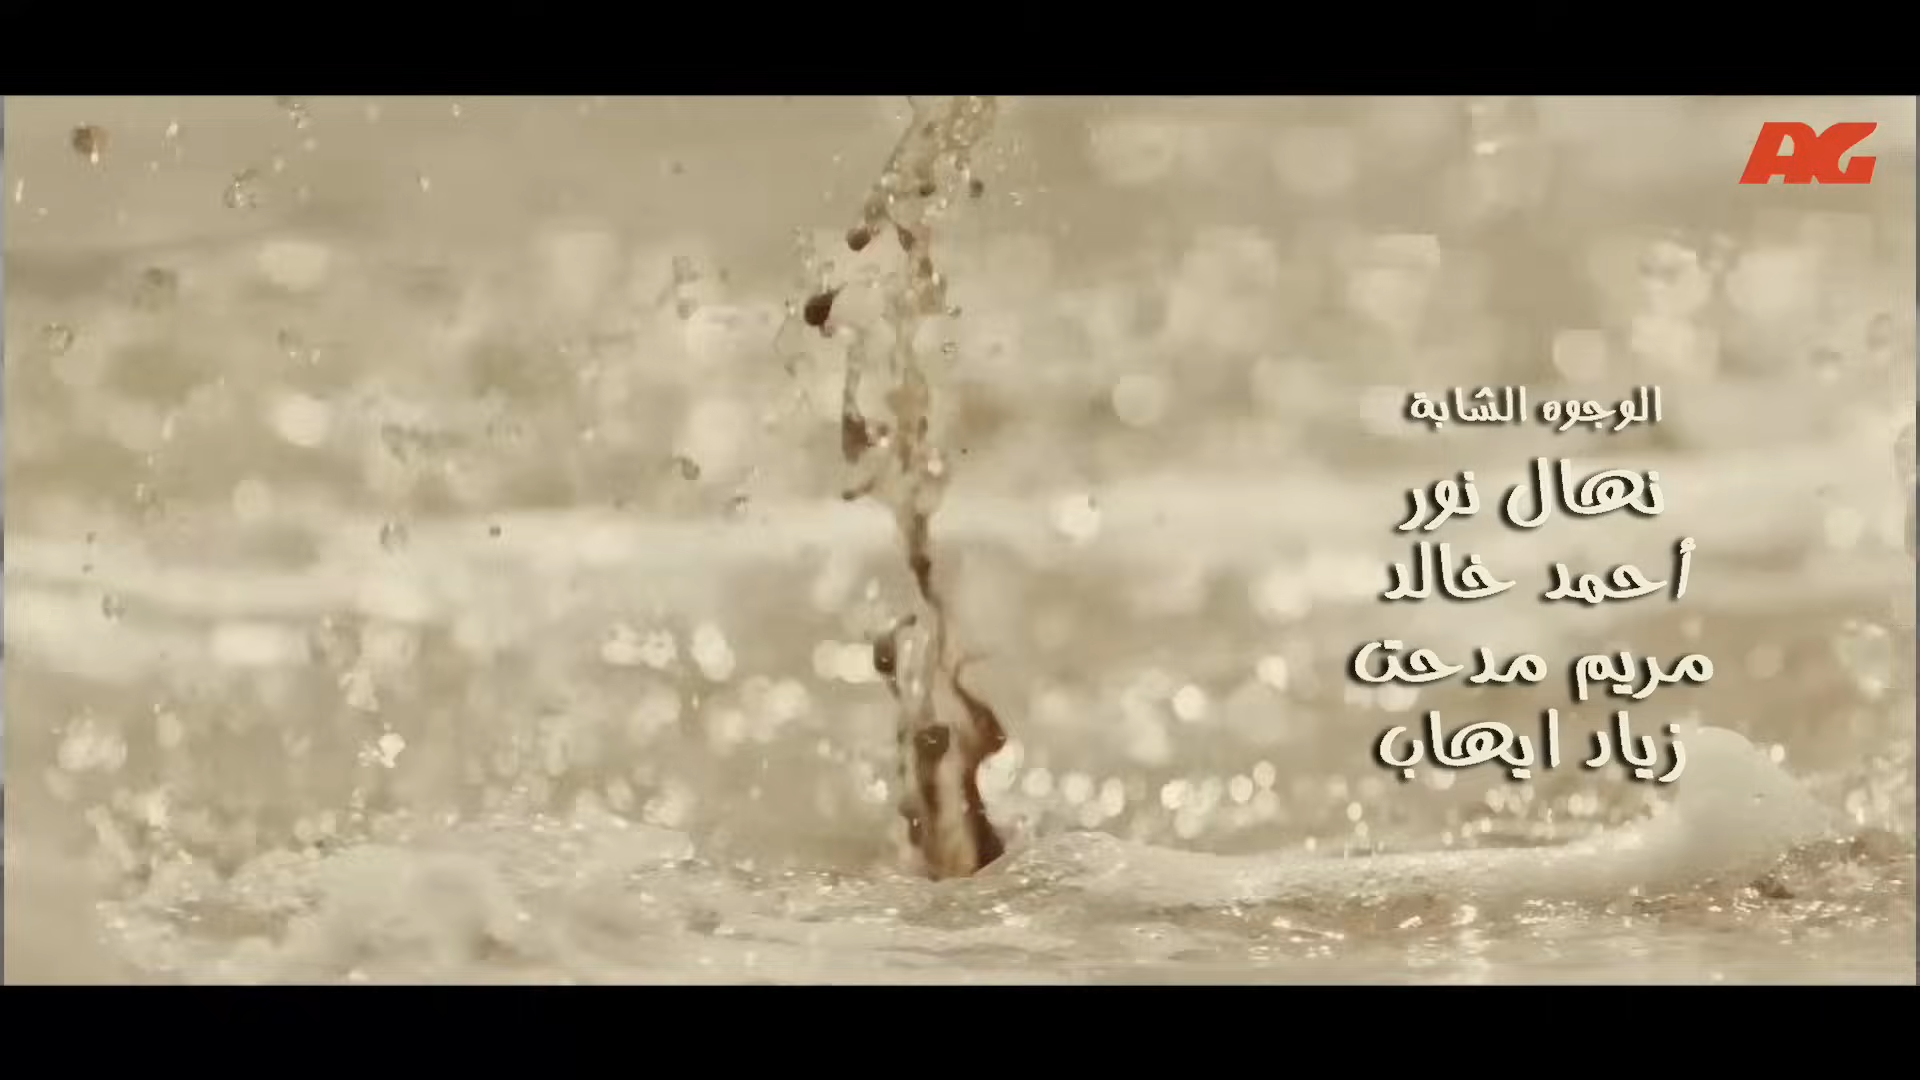 AG
الوجوه الشابة
نهال نور
أحمد خالد
مريم مدحت
زياد ايهاب